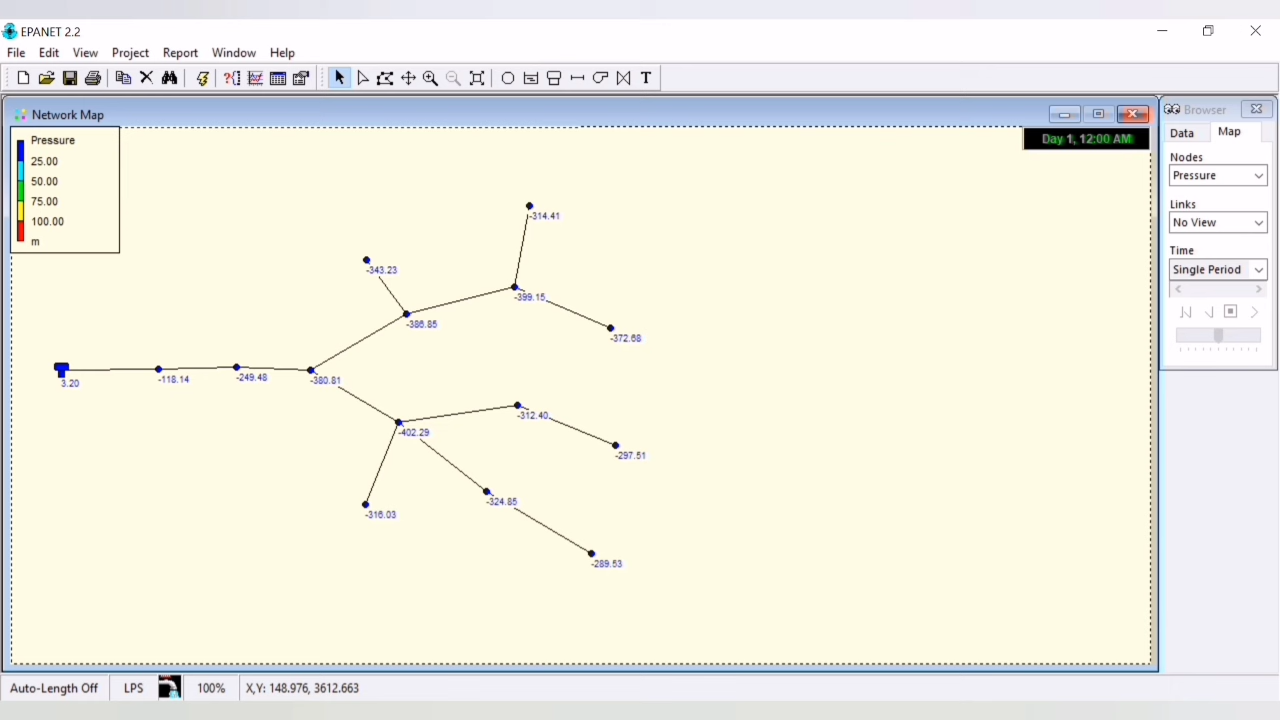 EPANET 2.2
File Edit View Project Report Window Help
T
Network Map
Browser
Pressure
25.00
50.00
75.00
100.00
m
Day 1, 12:00 AM
Data Map
Nodes
Pressure
Links
No View
Time
Single Period
-314.41
-343.23
-399.15
-386.85
-372.68
3.20
-118.14
-249.48
-380.81
-312.40
-402.29
-297.51
-324.85
-316.03
-289.53
Auto-Length Off LPS 100% X,Y: 148.976, 3612.663